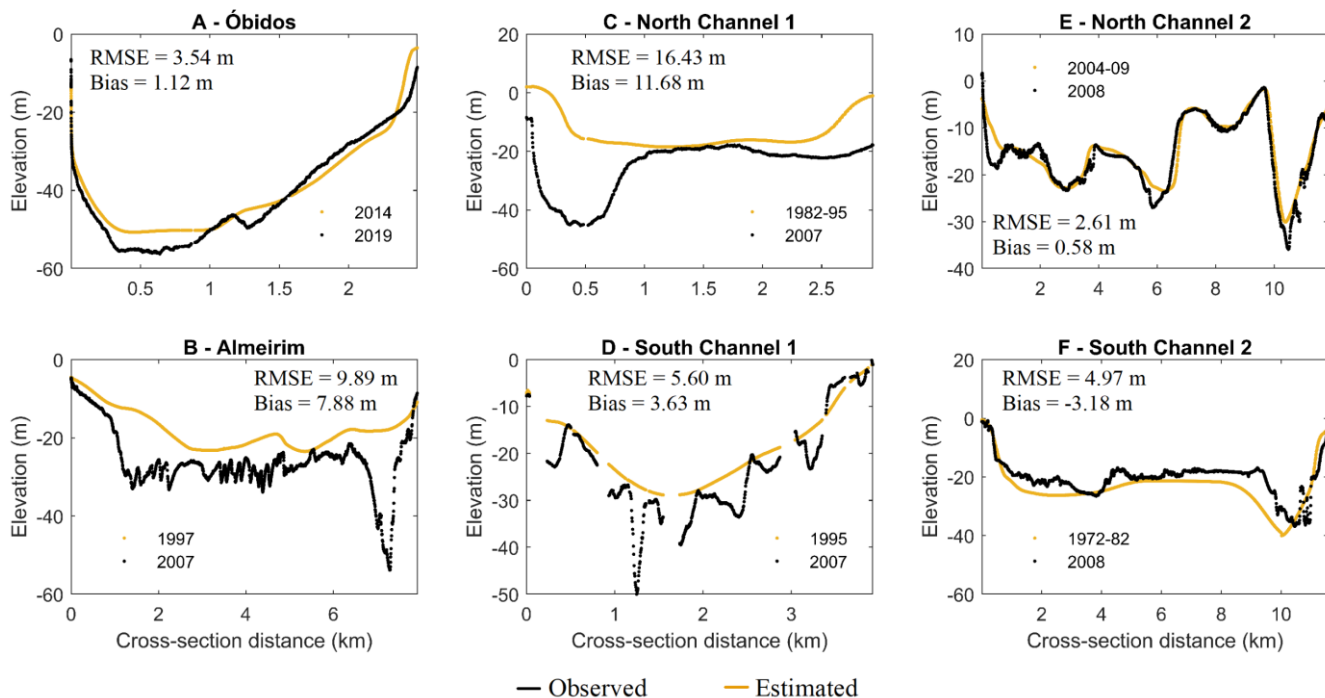 A - Óbidos
RMSE = 3.54 m
Bias = 1.12 m
Elevation (m)
0
-20
-40
-60
0.5
1
1.5
2
2014
2019
C - North Channel 1
RMSE = 16.43 m
Bias = 11.68 m
Elevation (m)
20
0
-20
-40
-60
0
0.5
1
1.5
2
2.5
1982-95
2007
E - North Channel 2
2004-09
2008
Elevation (m)
10
0
-10
-20
-30
-40
RMSE = 2.61 m
Bias = 0.58 m
2
4
6
8
10
B - Almeirim
RMSE = 9.89 m
Bias = 7.88 m
Elevation (m)
0
-20
-40
-60
1997
2007
0
2
4
6
Cross-section distance (km)
D - South Channel 1
RMSE = 5.60 m
Bias = 3.63 m
Elevation (m)
0
-10
-20
-30
-40
-50
1995
2007
0
1
2
3
Cross-section distance (km)
F - South Channel 2
RMSE = 4.97 m
Bias = -3.18 m
Elevation (m)
20
0
-20
-40
-60
1972-82
2008
2
4
6
8
10
Cross-section distance (km)
Observed
Estimated